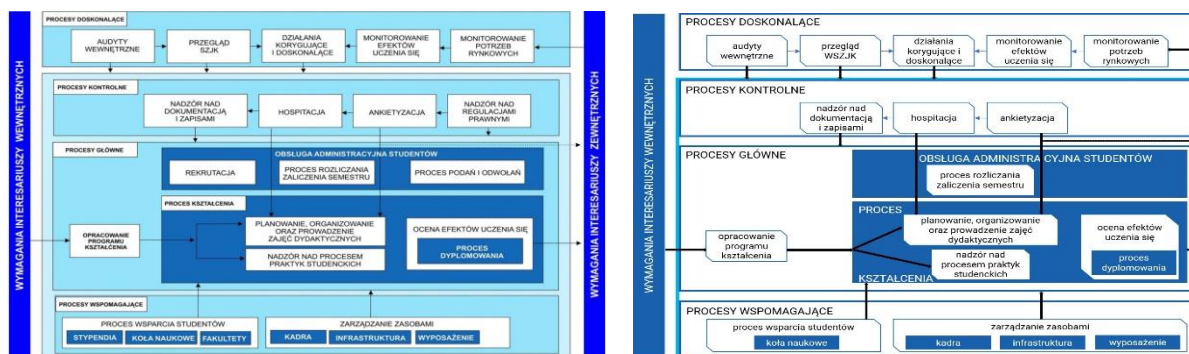 WYMAGANIA INTERESARIUSZY WEWNĘTRZNYCH
PROCESY DOSKONALĄCE
AUDYTY
WEWNĘTRZNE
PRZEGLĄD
SZJK
DZIAŁANIA
KORYGUJĄCE
I DOSKONALĄCE
MONITOROWANIE
EFEKTÓW
UCZENIA SIĘ
MONITOROWANIE
POTRZEB
RYNKOWYCH
PROCESY KONTROLNE
NADZÓR NAD
DOKUMENTACJĄ
I ZAPISAMI
HOSPITACJA
ANKIETYZACJA
NADZÓR NAD
REGULACJAMI
PRAWNYMI
PROCESY GŁÓWNE
OBSŁUGA ADMINISTRACYJNA STUDENTÓW
REKRUTACJA
PROCES ROZLICZANIA
ZALICZENIA SEMESTRU
PROCES PODAŃ I ODWOŁAŃ
PROCES KSZTAŁCENIA
OPRACOWANIE
PROGRAMU
KSZTAŁCENIA
PLANOWANIE, ORGANIZOWANIE
ORAZ PROWADZENIE
ZAJĘĆ DYDAKTYCZNYCH
NADZÓR NAD PROCESEM
PRAKTYK STUDENCKICH
OCENA EFEKTÓW UCZENIA SIĘ
PROCES
DYPLOMOWANIA
PROCESY WSPOMAGAJĄCE
PROCES WSPARCIA STUDENTÓW
STYPENDIA
KOŁA NAUKOWE
FAKULTETY
ZARZĄDZANIE ZASOBAMI
KADRA
INFRASTRUKTURA
WYPOSAŻENIE
WYMAGANIA INTERESARIUSZY ZEWNĘTRZNYCH
WYMAGANIA INTERESARIUSZY WEWNĘTRZNYCH
PROCESY DOSKONALĄCE
audyty
wewnętrzne
przegląd
WSZJK
działania
korygujące i
doskonalące
monitorowanie
efektów
uczenia się
monitorowanie
potrzeb
rynkowych
PROCESY KONTROLNE
nadzór nad
dokumentacją
i zapisami
hospitacja
ankietyzacja
PROCESY GŁÓWNE
OBSŁUGA ADMINISTRACYJNA STUDENTÓW
proces rozliczania
zaliczenia semestru
PROCES
opracowanie
programu
kształcenia
planowanie, organizowanie
oraz prowadzenie zajęć
dydaktycznych
nadzór nad
procesem praktyk
studenckich
KSZTAŁCENIA
ocena efektów
uczenia się
proces
dyplomowania
PROCESY WSPOMAGAJĄCE
proces wsparcia studentów
koła naukowe
zarządzanie zasobami
kadra
infrastruktura
wyposażenie